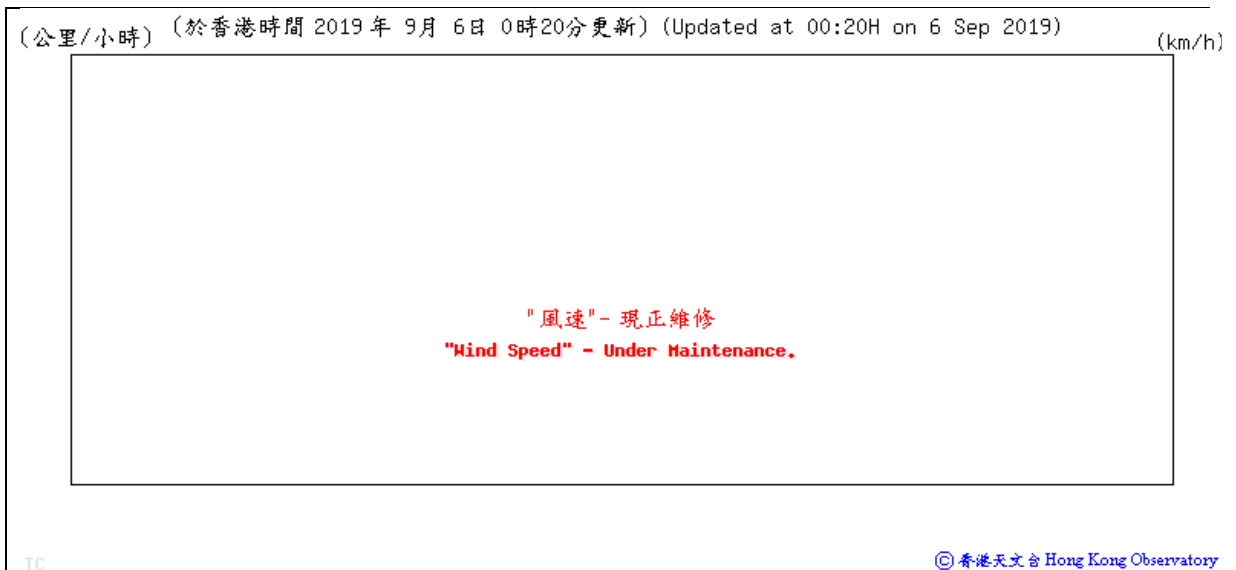 (公里/小時) (於香港時間 2019 年 9月 6日 0時20分更新) (Updated at 00:20H on 6 Sep 2019) (km/h)
"風速"- 現正維修
"Wind Speed" - Under Maintenance.
TC © 香港天文台 Hong Kong Observatory